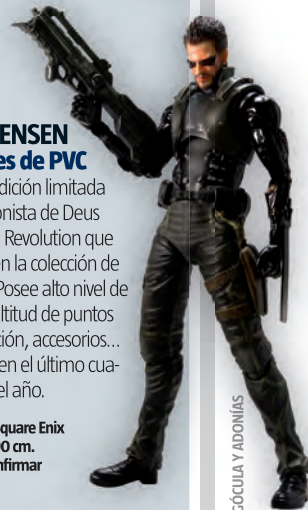 ENSEN
es de PVC
dición limitada
onista de Deus
Revolution que
en la colección de
Posee alto nivel de
ltitud de puntos
ción, accesorios...
en el último cua-
el año.
quare Enix
0 cm.
nfirmar
GÓCULA Y ADONÍAS